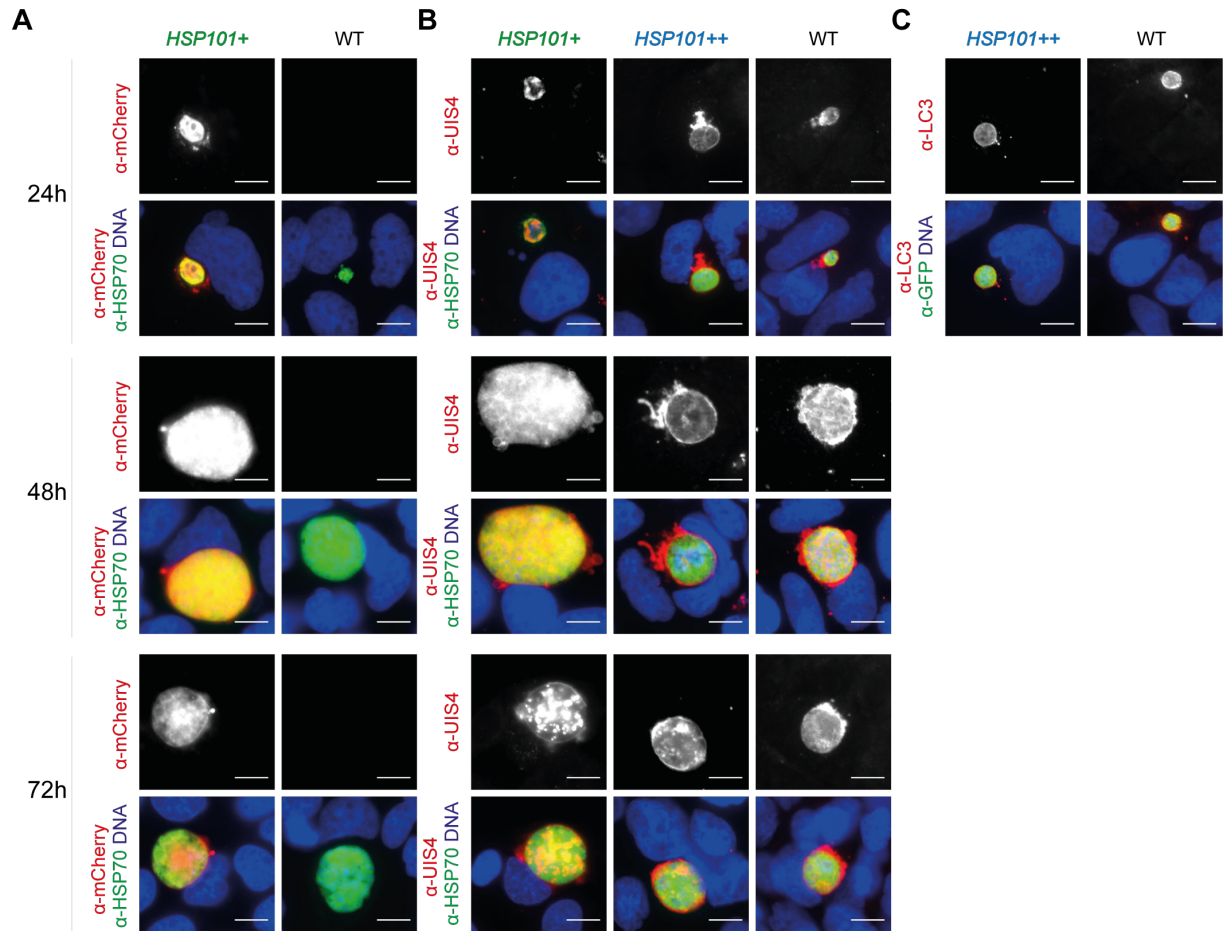 A
B
C
HSP101+
WT
HSP101+
HSP101++
WT
HSP101++
WT
24h
α-mCherry
α-UIS4
α-LC3
α-mCherry
α-HSP70 DNA
α-UIS4
α-HSP70 DNA
α-LC3
α-GFP DNA
48h
α-mCherry
α-UIS4
α-mCherry
α-HSP70 DNA
α-UIS4
α-HSP70 DNA
72h
α-mCherry
α-UIS4
α-mCherry
α-HSP70 DNA
α-UIS4
α-HSP70 DNA